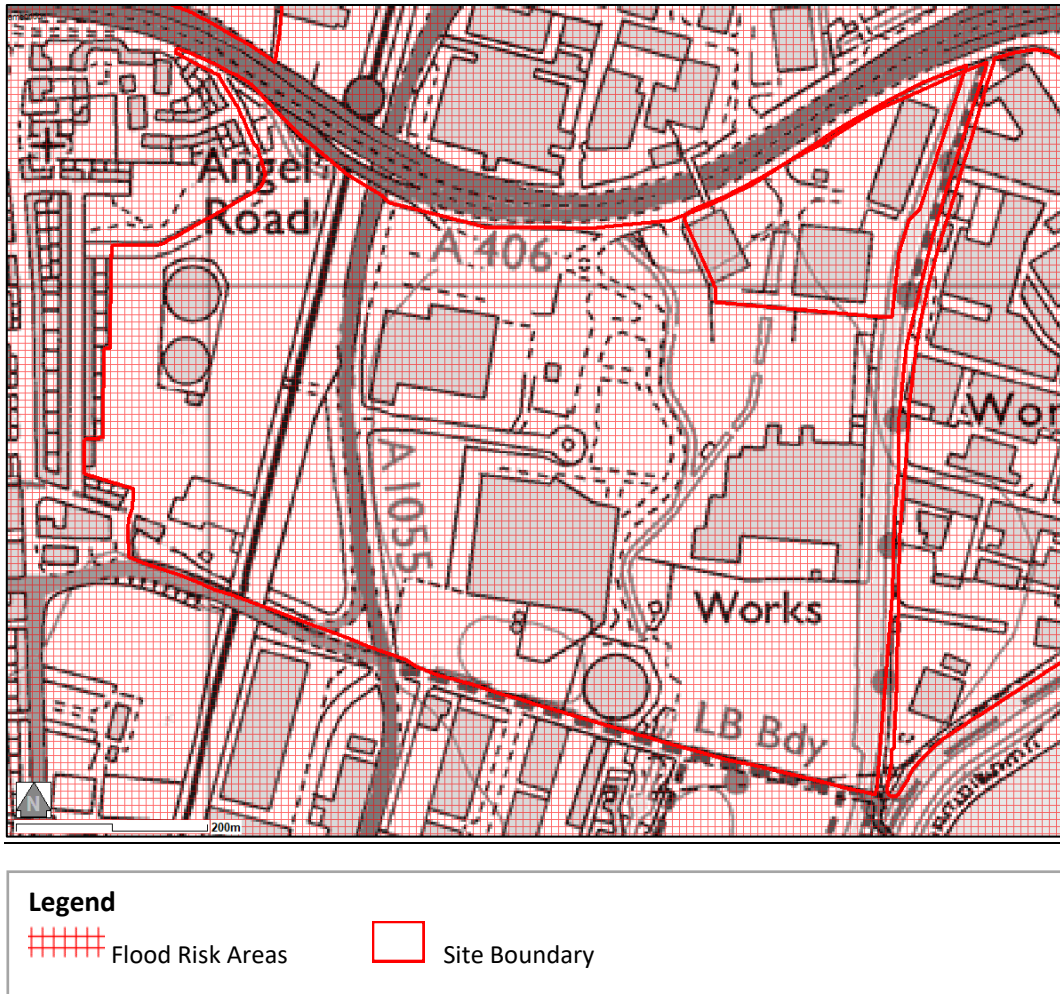 Angel
Road
A 406
A 1055
Wor
Works
LB Bdy
N
200m
Legend
Flood Risk Areas
Site Boundary